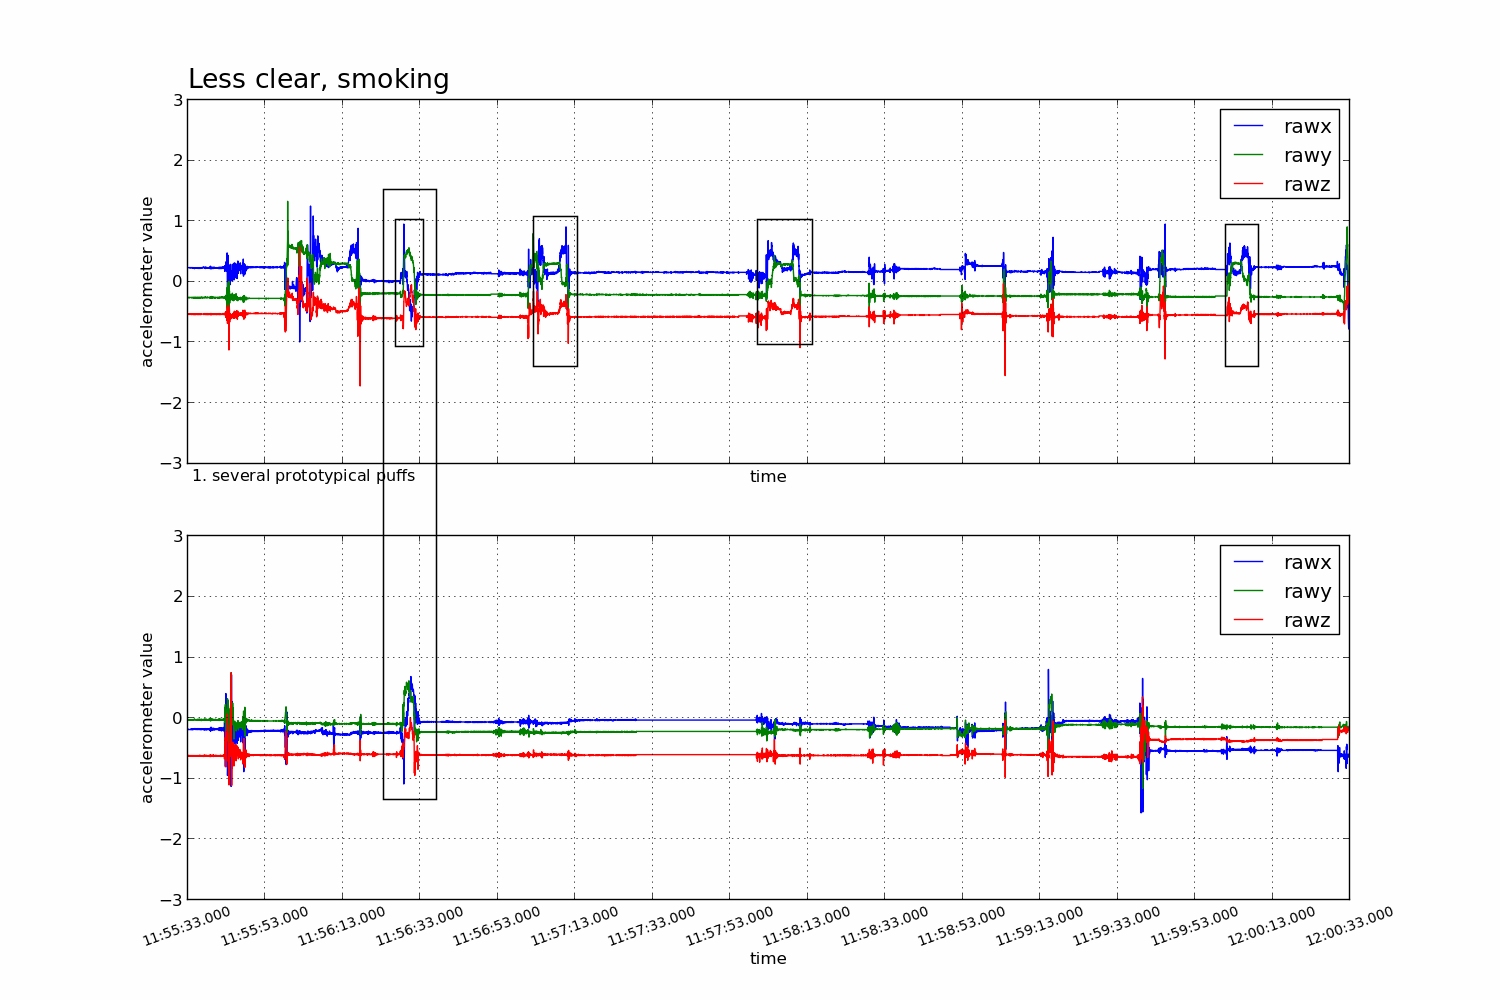 Less clear, smoking
3
2
1
0
−1
−2
−3
accelerometer value
rawx
rawy
rawz
1. several prototypical puffs
time
3
2
1
0
−1
−2
−3
accelerometer value
rawx
rawy
rawz
11:55:33.000
11:55:53.000
11:56:13.000
11:56:33.000
11:56:53.000
11:57:13.000
11:57:33.000
11:57:53.000
11:58:13.000
11:58:33.000
11:58:53.000
11:59:13.000
11:59:33.000
11:59:53.000
12:00:13.000
12:00:33.000
time